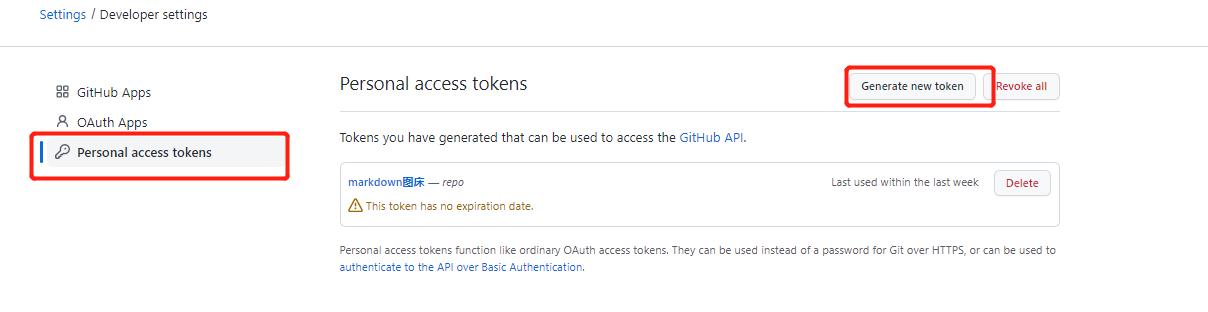 Settings / Developer settings
GitHub Apps
OAuth Apps
Personal access tokens
Personal access tokens
Generate new token
Revoke all
Tokens you have generated that can be used to access the GitHub API.
markdown图床 — repo
Last used within the last week
Delete
This token has no expiration date.
Personal access tokens function like ordinary OAuth access tokens. They can be used instead of a password for Git over HTTPS, or can be used to
authenticate to the API over Basic Authentication.